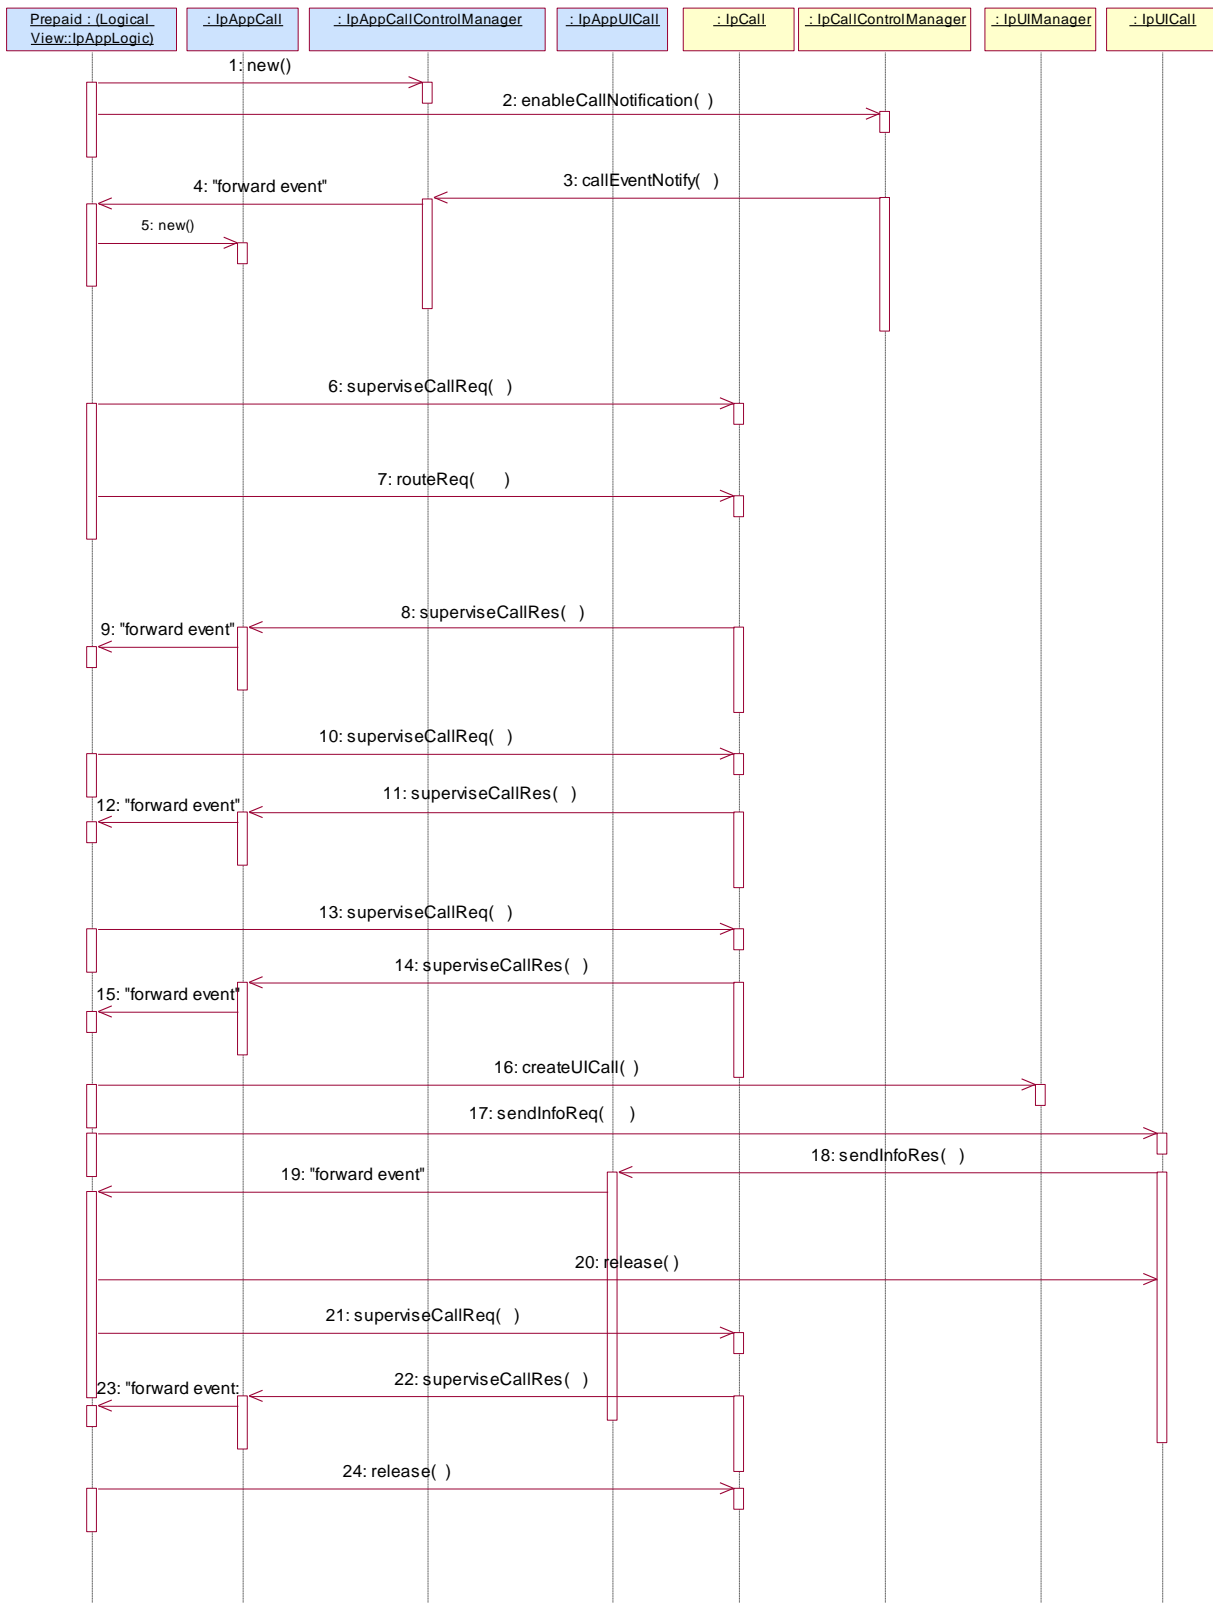 Prepaid : (Logical
View::IpAppLogic)
: IpAppCall
: IpAppCallControlManager
: IpAppUICall
: IpCall
: IpCallControlManager
: IpUIManager
: IpUICall
1: new()
2: enableCallNotification( )
3: callEventNotify( )
4: "forward event"
5: new()
6: superviseCallReq( )
7: routeReq( )
8: superviseCallRes( )
9: "forward event"
10: superviseCallReq( )
11: superviseCallRes( )
12: "forward event"
13: superviseCallReq( )
14: superviseCallRes( )
15: "forward event"
16: createUICall( )
17: sendInfoReq( )
18: sendInfoRes( )
19: "forward event"
20: release( )
21: superviseCallReq( )
22: superviseCallRes( )
23: "forward event:
24: release( )